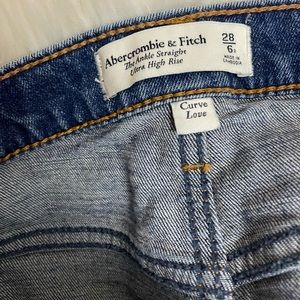 Abercrombie & Fitch
The Ankle Straight
Ultra High Rise
28
6
MADE IN
Curve
Love